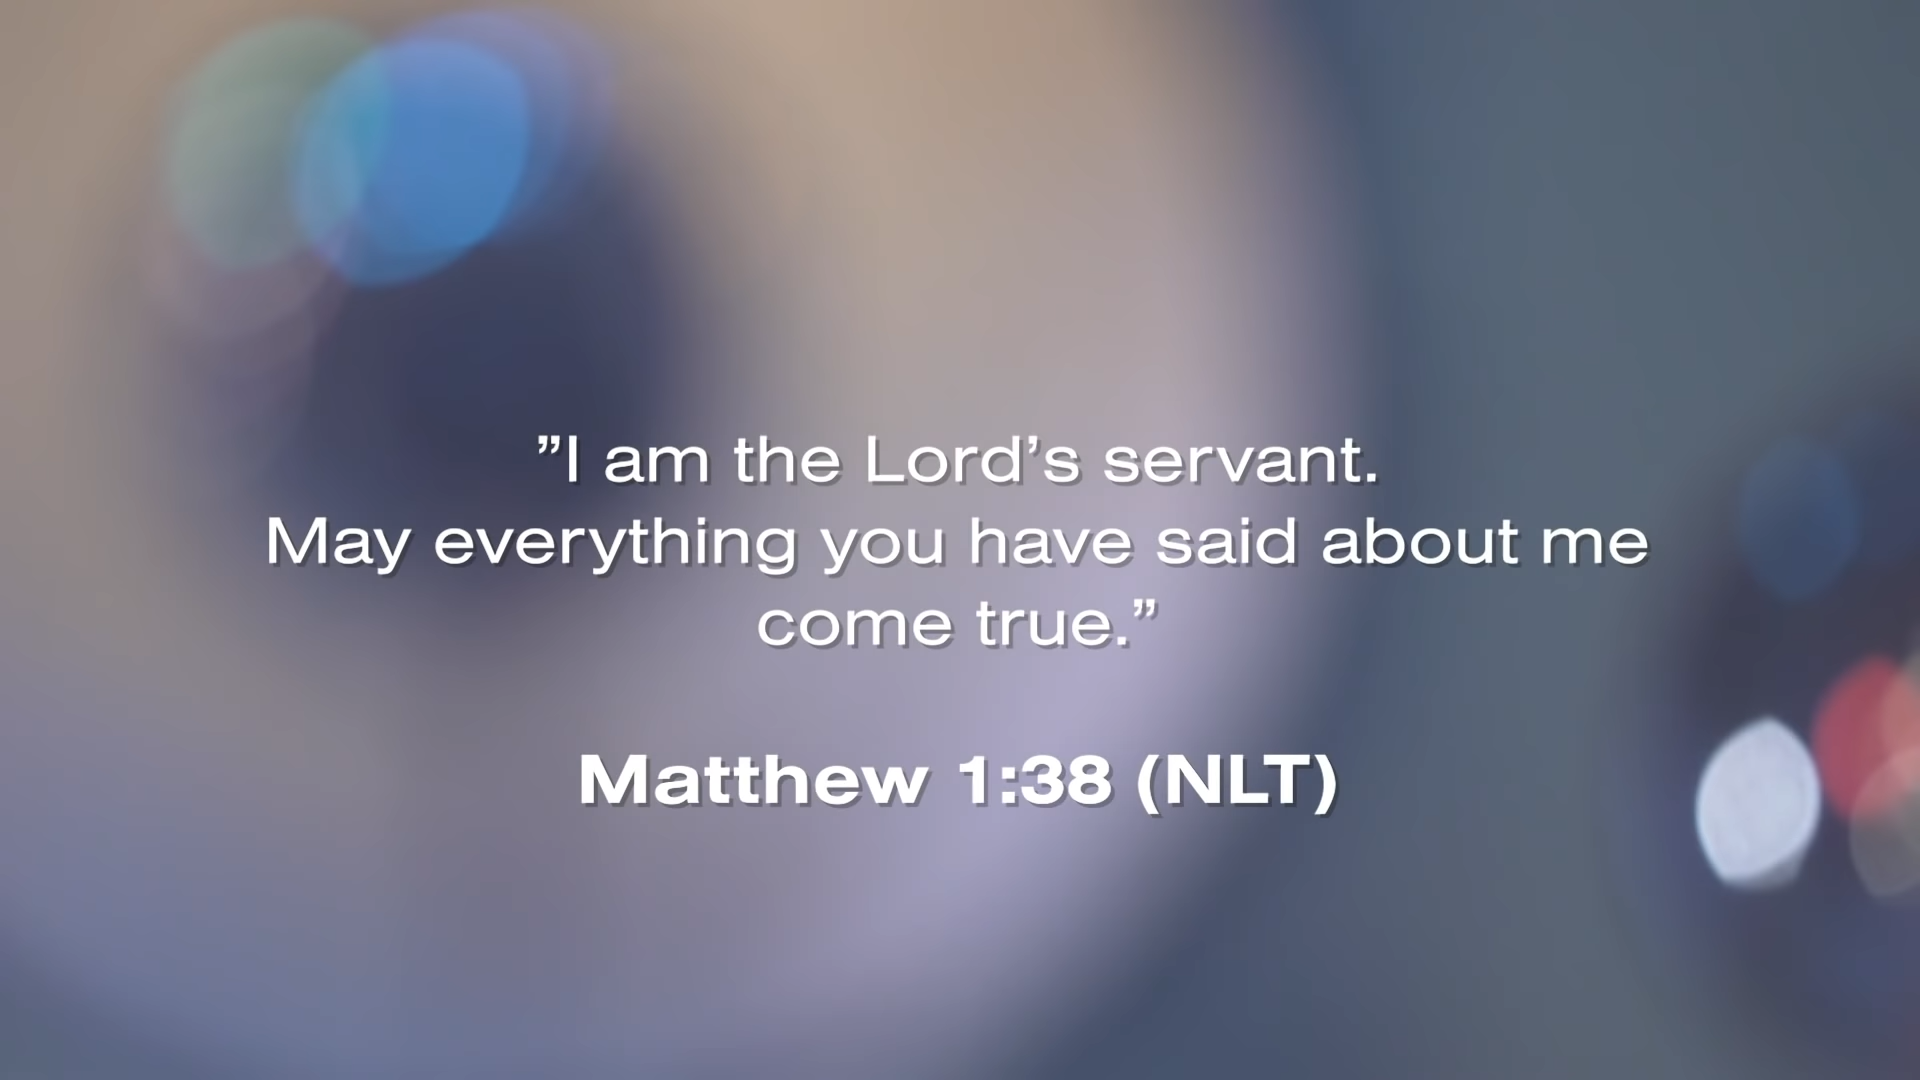 ”I am the Lord’s servant.
May everything you have said about me
come true.”
Matthew 1:38 (NLT)